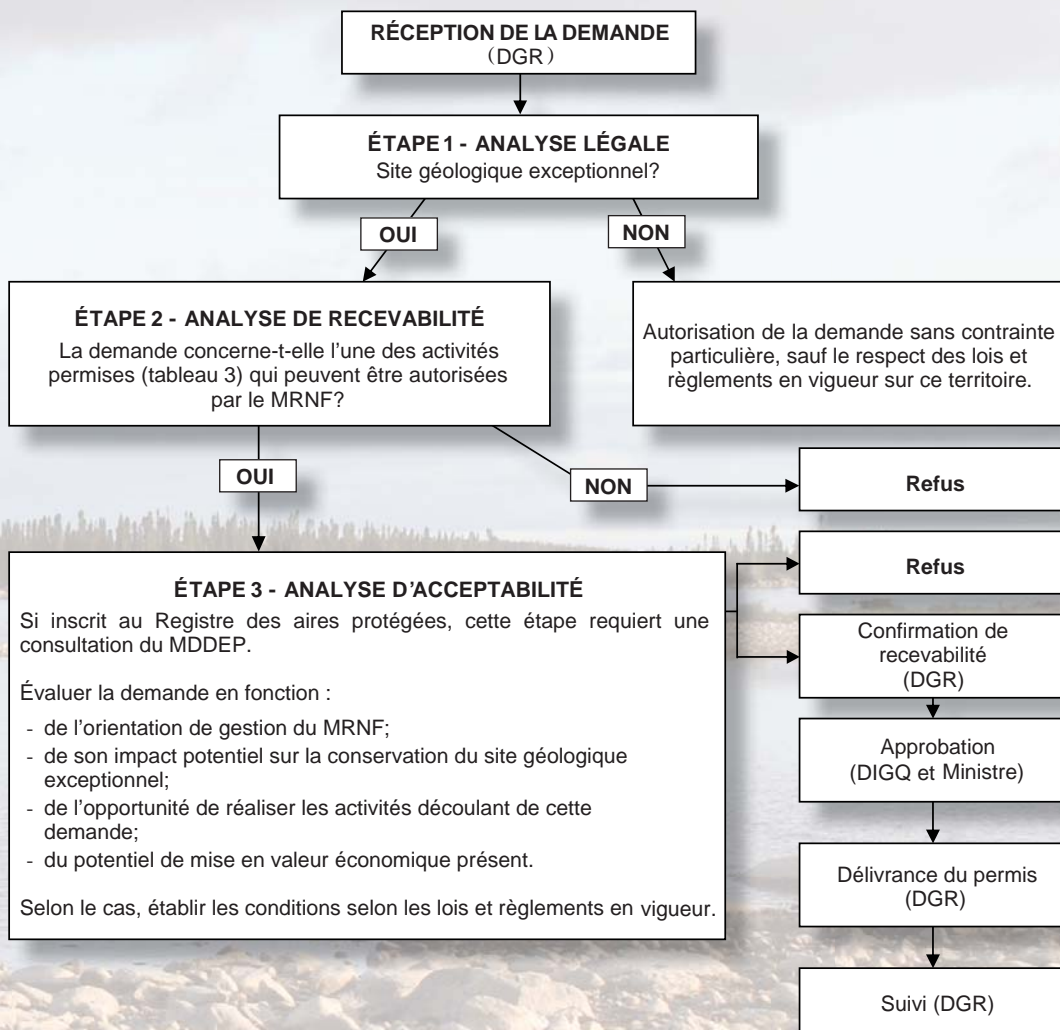 RÉCEPTION DE LA DEMANDE
(DGR)
ÉTAPE 1 - ANALYSE LÉGALE
Site géologique exceptionnel?
OUI
NON
ÉTAPE 2 - ANALYSE DE RECEVABILITÉ
La demande concerne-t-elle l'une des activités
permises (tableau 3) qui peuvent être autorisées
par le MRNF?
Autorisation de la demande sans contrainte
particulière, sauf le respect des lois et
règlements en vigueur sur ce territoire.
OUI
NON
Refus
Refus
ÉTAPE 3 - ANALYSE D'ACCEPTABILITÉ
Si inscrit au Registre des aires protégées, cette étape requiert une
consultation du MDDEP.
Évaluer la demande en fonction :
- de l'orientation de gestion du MRNF;
- de son impact potentiel sur la conservation du site géologique
exceptionnel;
- de l'opportunité de réaliser les activités découlant de cette
demande;
- du potentiel de mise en valeur économique présent.
Selon le cas, établir les conditions selon les lois et règlements en vigueur.
Confirmation de
recevabilité
(DGR)
Approbation
(DIGQ et Ministre)
Délivrance du permis
(DGR)
Suivi (DGR)